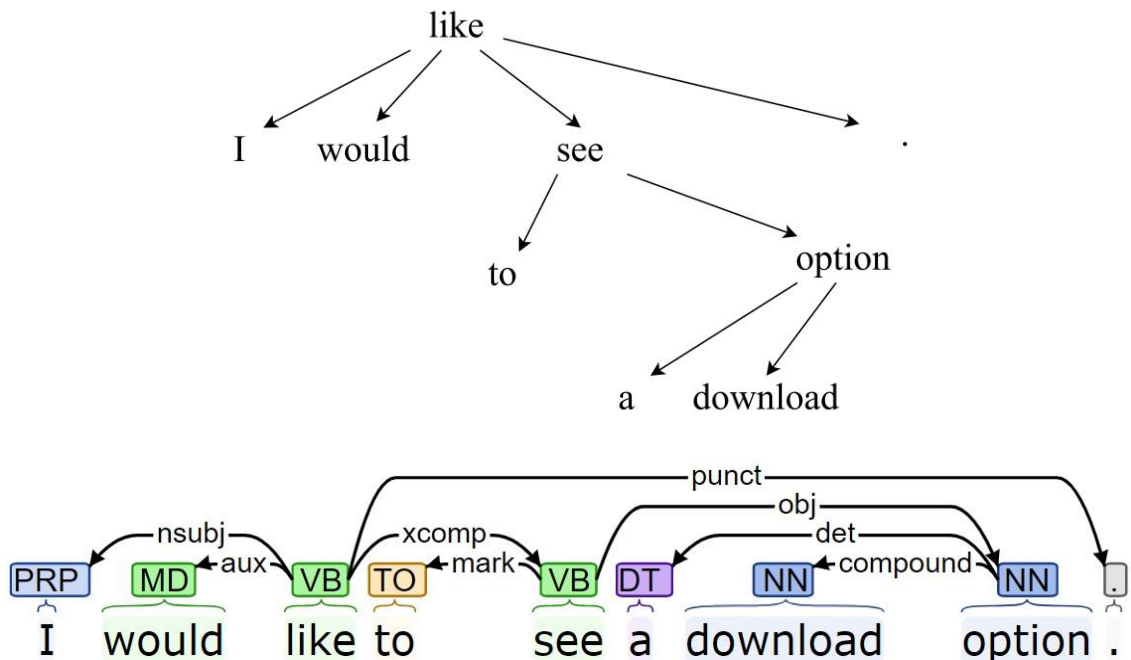 like
I would see .
to option
a download
punct
obj
nsubj xcomp det
PRP MD aux VB TO mark VB DT NN compound NN .
I would like to see a download option .